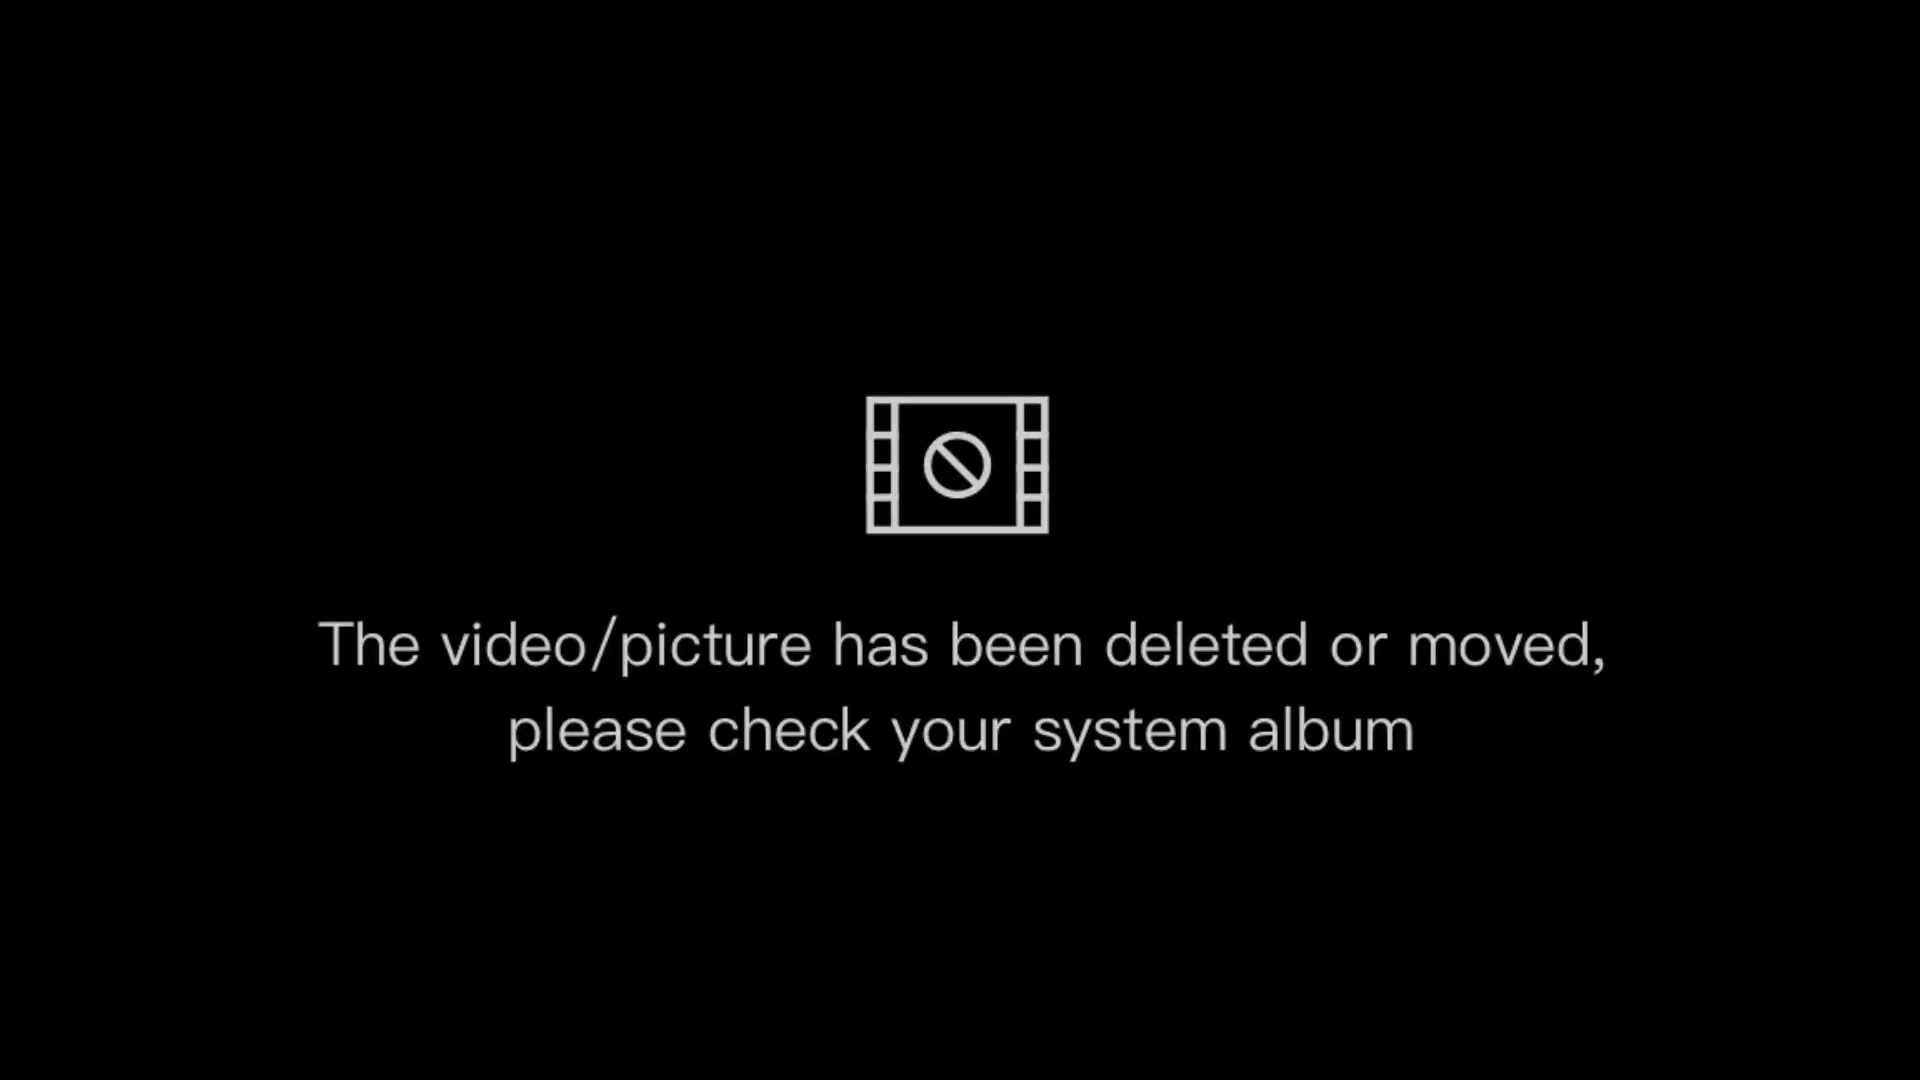 The video/picture has been deleted or moved,
please check your system album